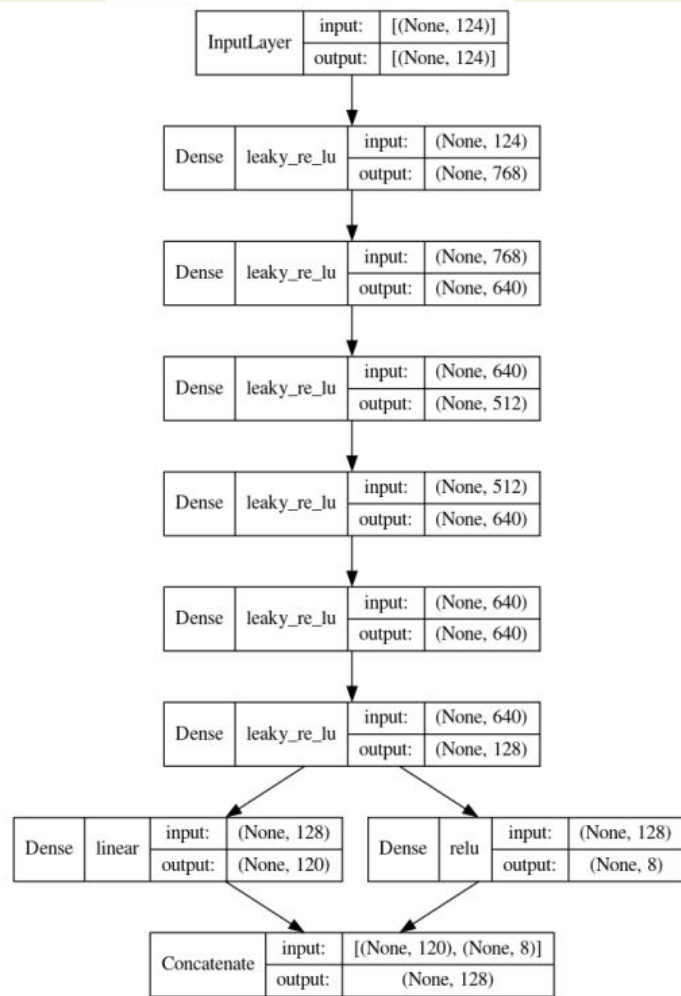 InputLayer input: [(None, 124)]
output: [(None, 124)]
Dense leaky_re_lu input: (None, 124)
output: (None, 768)
Dense leaky_re_lu input: (None, 768)
output: (None, 640)
Dense leaky_re_lu input: (None, 640)
output: (None, 512)
Dense leaky_re_lu input: (None, 512)
output: (None, 640)
Dense leaky_re_lu input: (None, 640)
output: (None, 640)
Dense leaky_re_lu input: (None, 640)
output: (None, 128)
Dense linear input: (None, 128)
output: (None, 120)
Dense relu input: (None, 128)
output: (None, 8)
Concatenate input: [(None, 120), (None, 8)]
output: (None, 128)